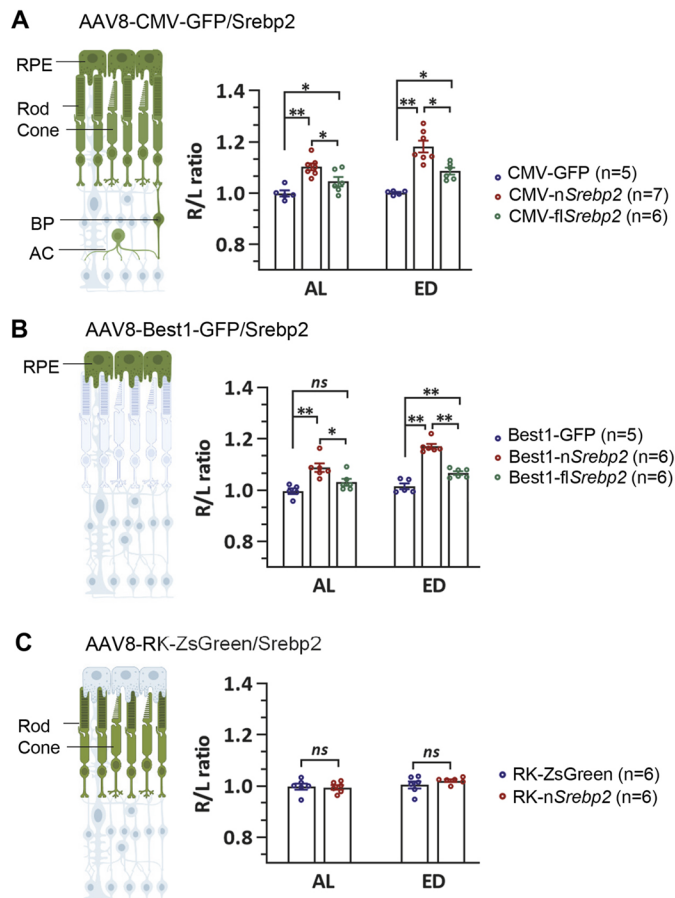 A
AAV8-CMV-GFP/Srebp2
RPE
Rod
Cone
BP
AC
R/L ratio
1.4
1.2
1.0
0.8
*
**
*
*
**
*
AL
ED
CMV-GFP (n=5)
CMV-nSrebp2 (n=7)
CMV-flSrebp2 (n=6)
B
AAV8-Best1-GFP/Srebp2
RPE
R/L ratio
1.4
1.2
1.0
0.8
ns
**
*
**
**
**
AL
ED
Best1-GFP (n=5)
Best1-nSrebp2 (n=6)
Best1-flSrebp2 (n=6)
C
AAV8-RK-ZsGreen/Srebp2
Rod
Cone
R/L ratio
1.4
1.2
1.0
0.8
ns
ns
AL
ED
RK-ZsGreen (n=6)
RK-nSrebp2 (n=6)